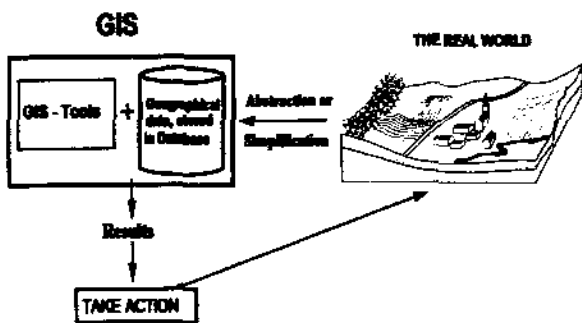 GIS
THE REAL WORLD
GIS - Tools
+
Geographical
data, stored
in Database
Abstraction or
Simplification
Results
TAKE ACTION